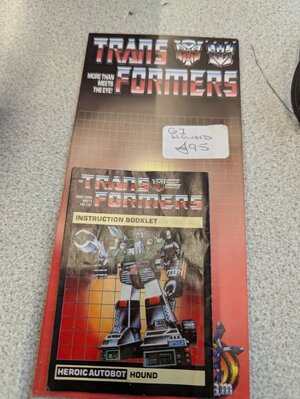 TRANS
FORMERS
MORE THAN
MEETS
THE EYE!
G1
HOUND
$95
TRANS
FORMERS
INSTRUCTION BOOKLET
HEROIC AUTOBOT HOUND